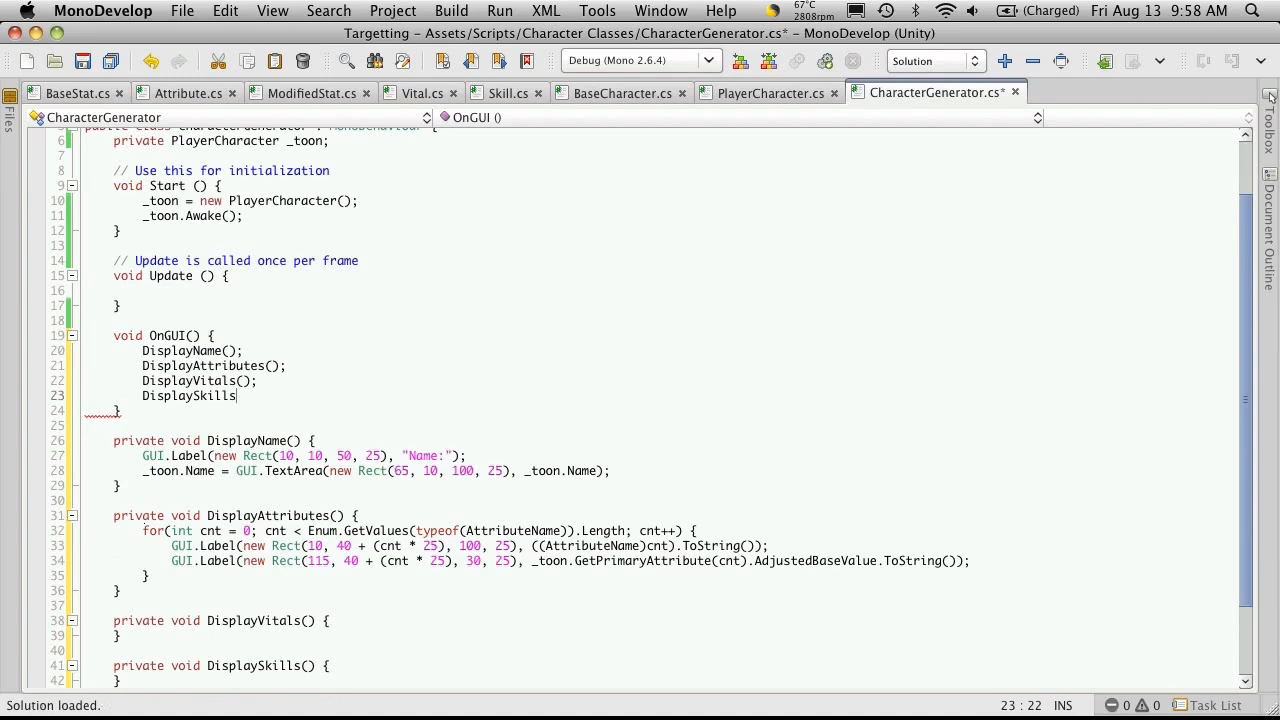 MonoDevelop File Edit View Search Project Run XML Tools Window Help 67°C 2808rpm (Charged) Fri Aug 13 9:58 AM
Targetting - Assets/Scripts/Character Classes/CharacterGenerator.cs* - MonoDevelop (Unity)
Debug (Mono 2.6.4) Solution
BaseStat.cs Attribute.cs ModifiedStat.cs Vital.cs Skill.cs BaseCharacter.cs PlayerCharacter.cs CharacterGenerator.cs*
CharacterGenerator OnGUI ()
Files
Toolbox
Document Outline
public class CharacterGenerator : MonoBehaviour {
6 private PlayerCharacter _toon;
7
8 // Use this for initialization
9 void Start () {
10 _toon = new PlayerCharacter();
11 _toon.Awake();
12 }
13
14 // Update is called once per frame
15 void Update () {
16
17 }
18
19 void OnGUI() {
20 DisplayName();
21 DisplayAttributes();
22 DisplayVitals();
23 DisplaySkills
24 }
25
26 private void DisplayName() {
27 GUI.Label(new Rect(10, 10, 50, 25), "Name:");
28 _toon.Name = GUI.TextArea(new Rect(65, 10, 100, 25), _toon.Name);
29 }
30
31 private void DisplayAttributes() {
32 for(int cnt = 0; cnt < Enum.GetValues(typeof(AttributeName)).Length; cnt++) {
33 GUI.Label(new Rect(10, 40 + (cnt * 25), 100, 25), ((AttributeName)cnt).ToString());
34 GUI.Label(new Rect(115, 40 + (cnt * 25), 30, 25), _toon.GetPrimaryAttribute(cnt).AdjustedBaseValue.ToString());
35 }
36 }
37
38 private void DisplayVitals() {
39 }
40
41 private void DisplaySkills() {
42 }
Solution loaded. 23 : 22 INS 0 0 Task List